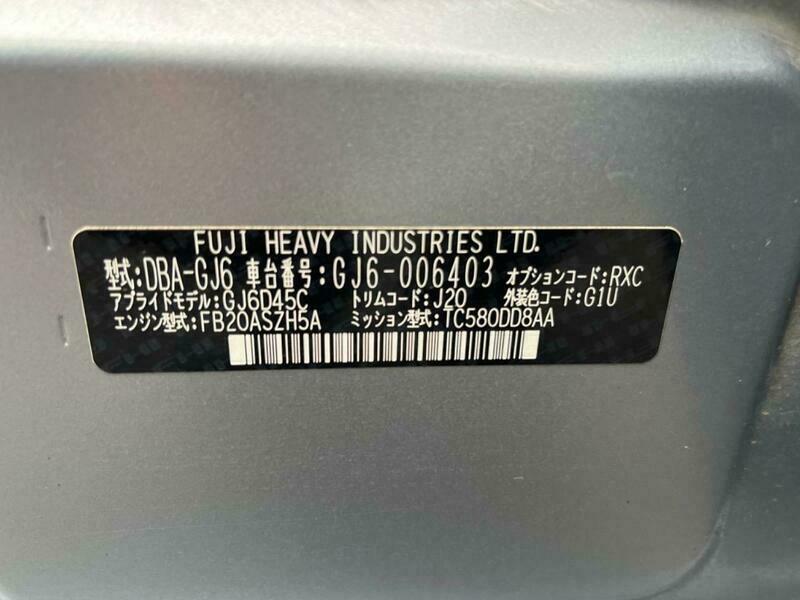 FUJI HEAVY INDUSTRIES LTD.
型式:DBA-GJ6 車台番号:GJ6-006403 オプションコード:RXC
アプライドモデル:GJ6D45C トリムコード:J20 外装色コード:G1U
エンジン型式:FB20ASZH5A ミッション型式:TC580DD8AA